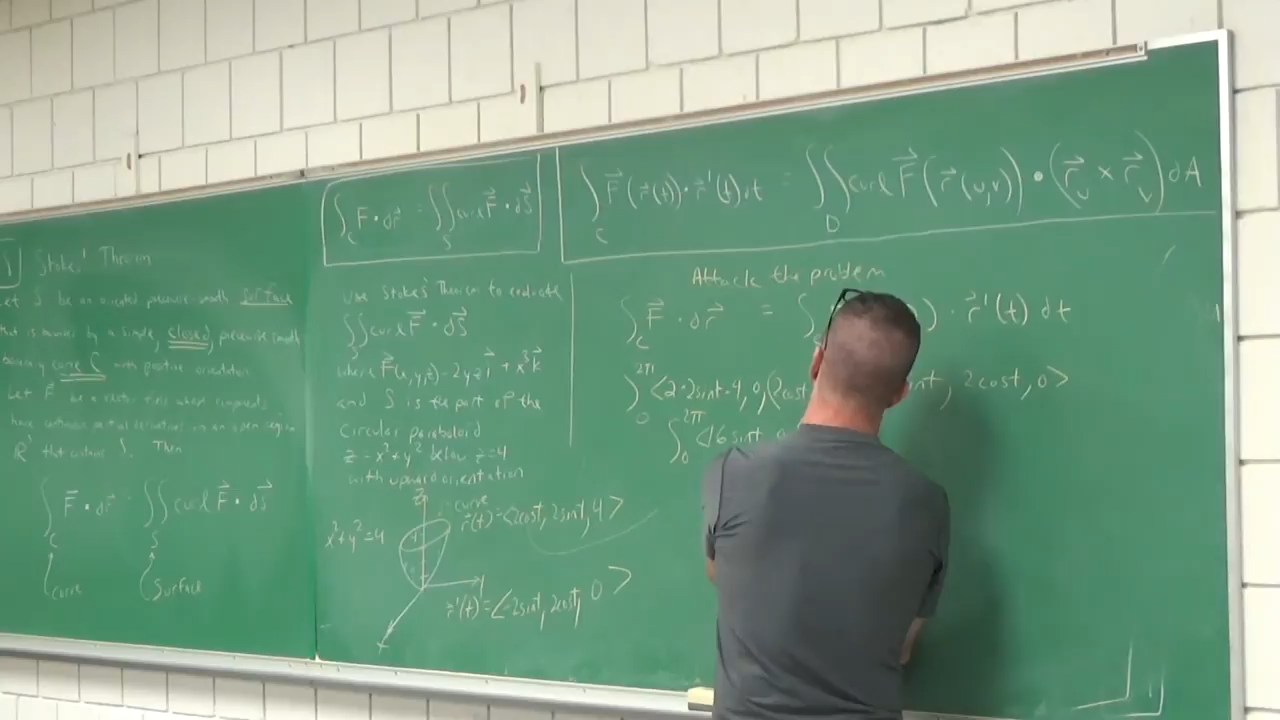 Stokes' Theorem
Let S be an oriented piecewise-smooth surface
that is bounded by a simple, closed, piecewise smooth
boundary curve C with positive orientation
Let F⃗ be a vector field whose components
have continuous partial derivatives on an open region
ℝ³ that contains S. Then
∫_C F⃗ · dr⃗ ∬_S curl F⃗ · dS⃗
Curve Surface
∫_C F · dr⃗ = ∬_S curl F⃗ · dS⃗
Use Stokes' Theorem to evaluate
∬_S curl F⃗ · dS⃗
where F⃗(x,y,z) = 2yz i⃗ + x³ k⃗
and S is the part of the
circular paraboloid
z = x²+y² below z=4
with upward orientation
z
curve
r⃗(t) = <2cost, 2sint, 4>
x²+y²=4
r⃗'(t) = <-2sint, 2cost, 0>
x
∫_C F⃗(r⃗(t)) · r⃗'(t) dt = ∬_D curl F⃗(r⃗(u,v)) · (r⃗_u × r⃗_v) dA
Attack the problem
∫_C F⃗ · dr⃗ = ∫ ) · r⃗'(t) dt
∫_0^2π <2·2sint·4, 0, (2cost 2cost, 0>
∫_0^2π <16sint